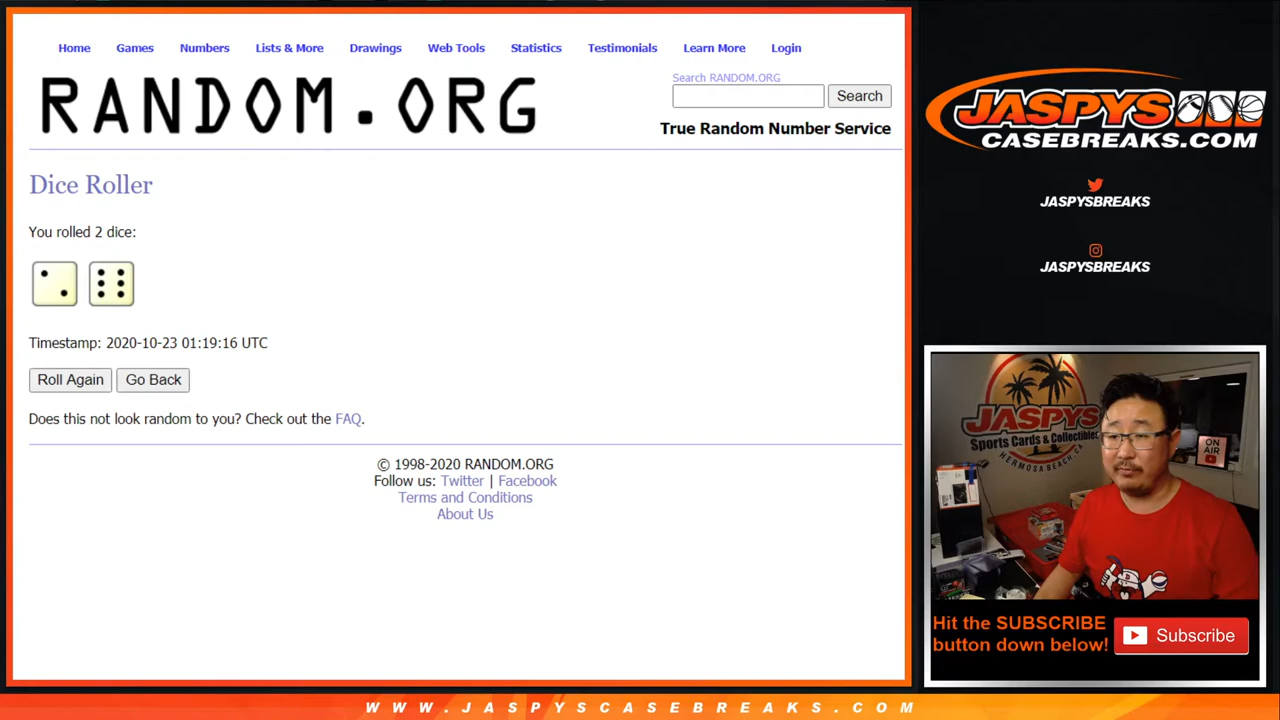 Home Games Numbers Lists & More Drawings Web Tools Statistics Testimonials Learn More Login
RANDOM.ORG
Search RANDOM.ORG
Search
True Random Number Service
Dice Roller
You rolled 2 dice:
Timestamp: 2020-10-23 01:19:16 UTC
Roll Again Go Back
Does this not look random to you? Check out the FAQ.
© 1998-2020 RANDOM.ORG
Follow us: Twitter | Facebook
Terms and Conditions
About Us
JASPYS
CASEBREAKS.COM
JASPYSBREAKS
JASPYSBREAKS
JASPYS
Sports Cards & Collectibles
HERMOSA BEACH, CA
ON
AIR
Hit the SUBSCRIBE
button down below!
Subscribe
WWW.JASPYSCASEBREAKS.COM